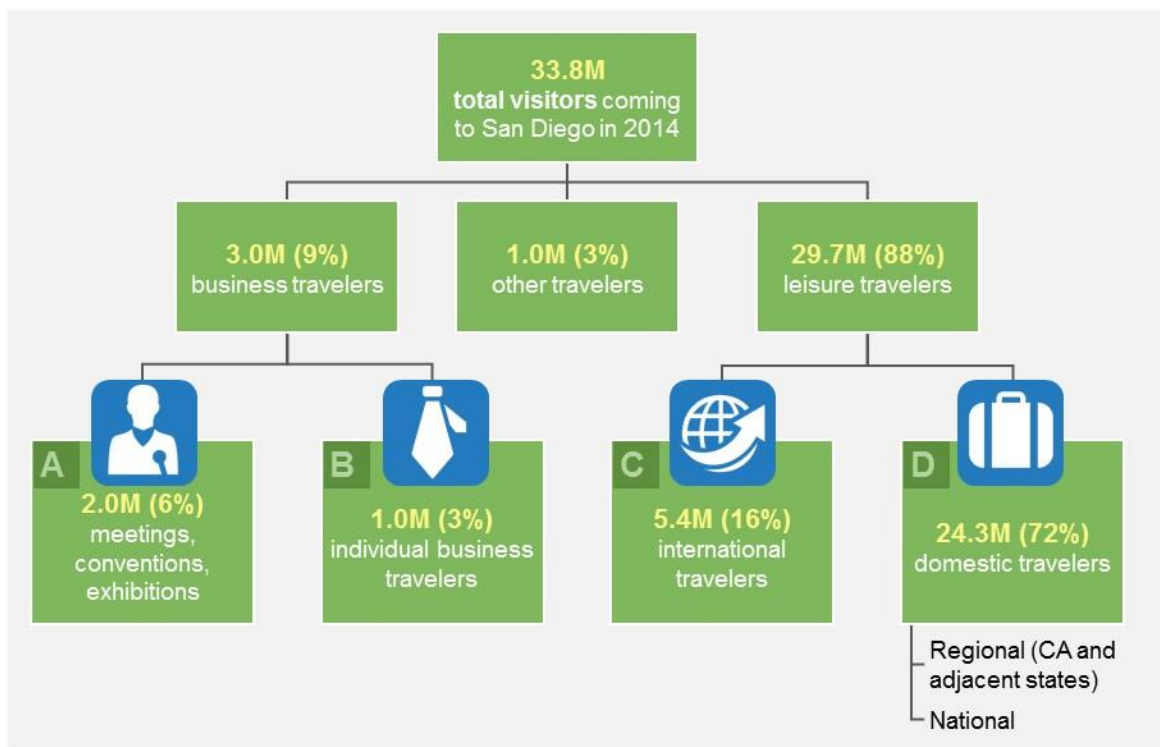 33.8M
total visitors coming
to San Diego in 2014
3.0M (9%)
business travelers
1.0M (3%)
other travelers
29.7M (88%)
leisure travelers
A
2.0M (6%)
meetings,
conventions,
exhibitions
B
1.0M (3%)
individual business
travelers
C
5.4M (16%)
international
travelers
D
24.3M (72%)
domestic travelers
Regional (CA and
adjacent states)
National